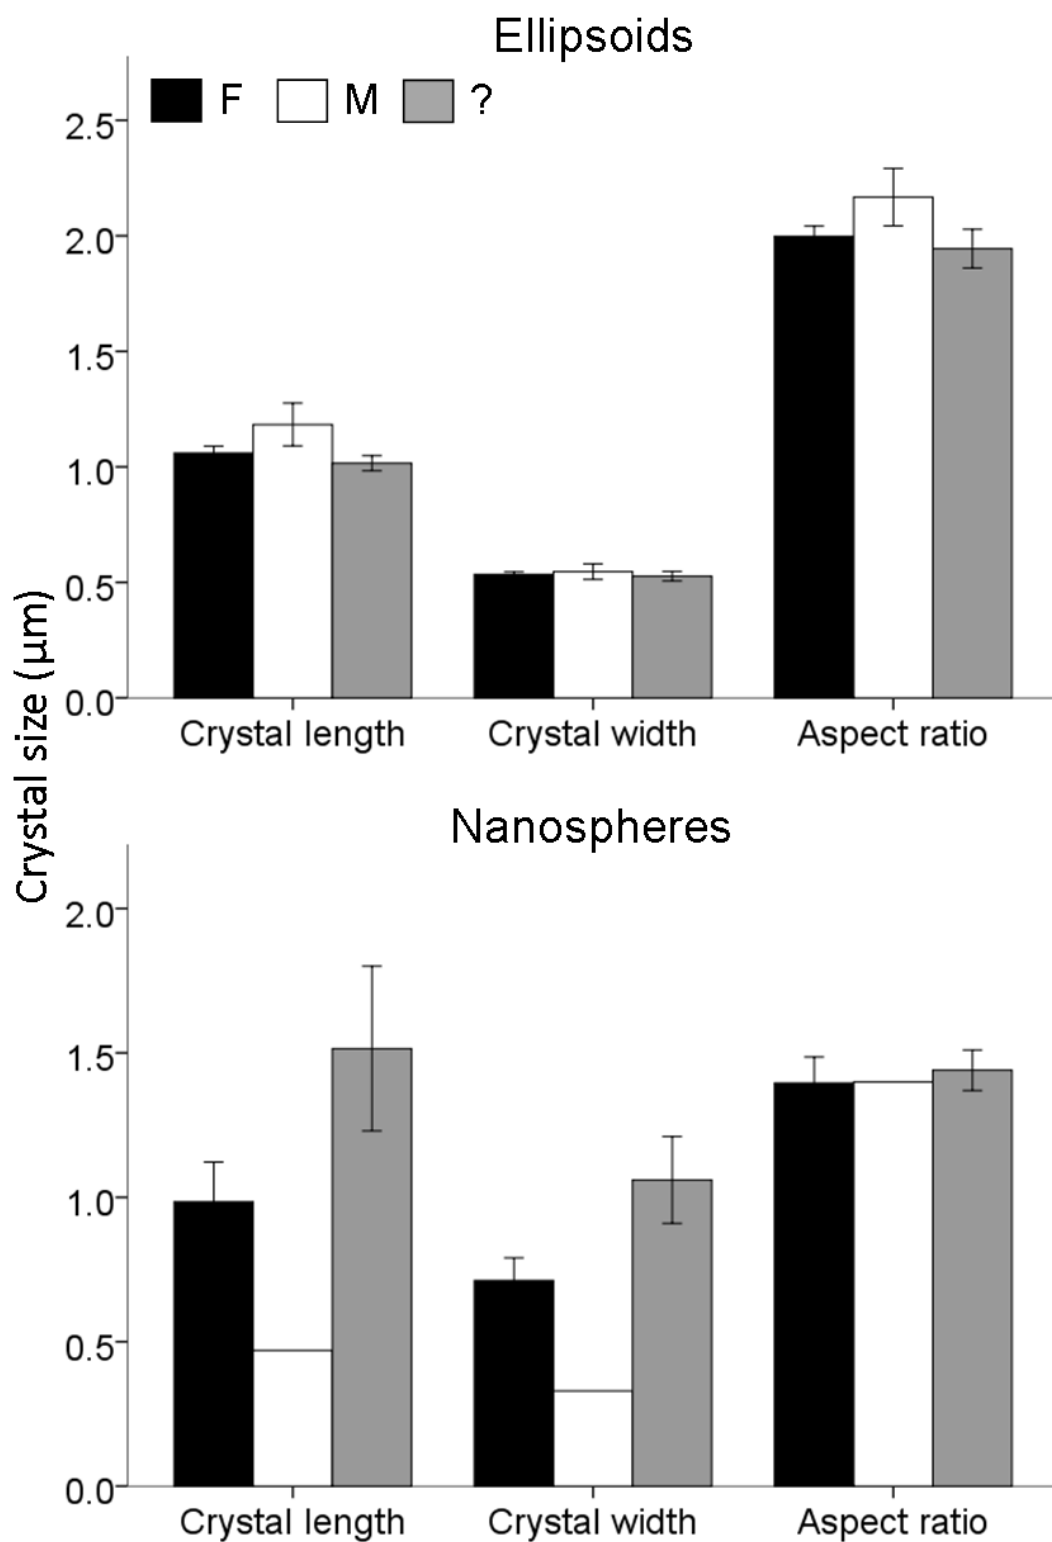 Ellipsoids
F M ?
2.5
2.0
1.5
1.0
0.5
0.0
Crystal length Crystal width Aspect ratio
Crystal size (μm)
Nanospheres
2.0
1.5
1.0
0.5
0.0
Crystal length Crystal width Aspect ratio